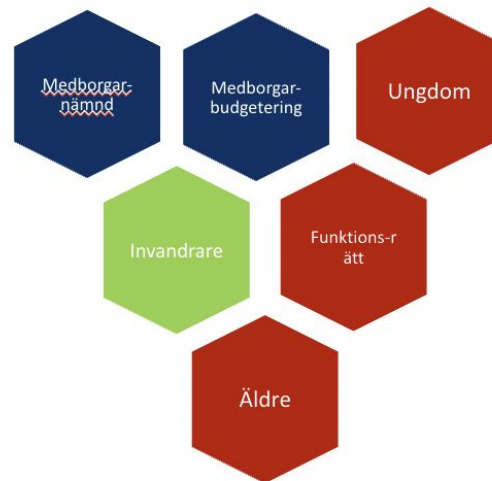 Medborgar-
nämnd
Medborgar-
budgetering
Ungdom
Invandrare
Funktions-r
ätt
Äldre